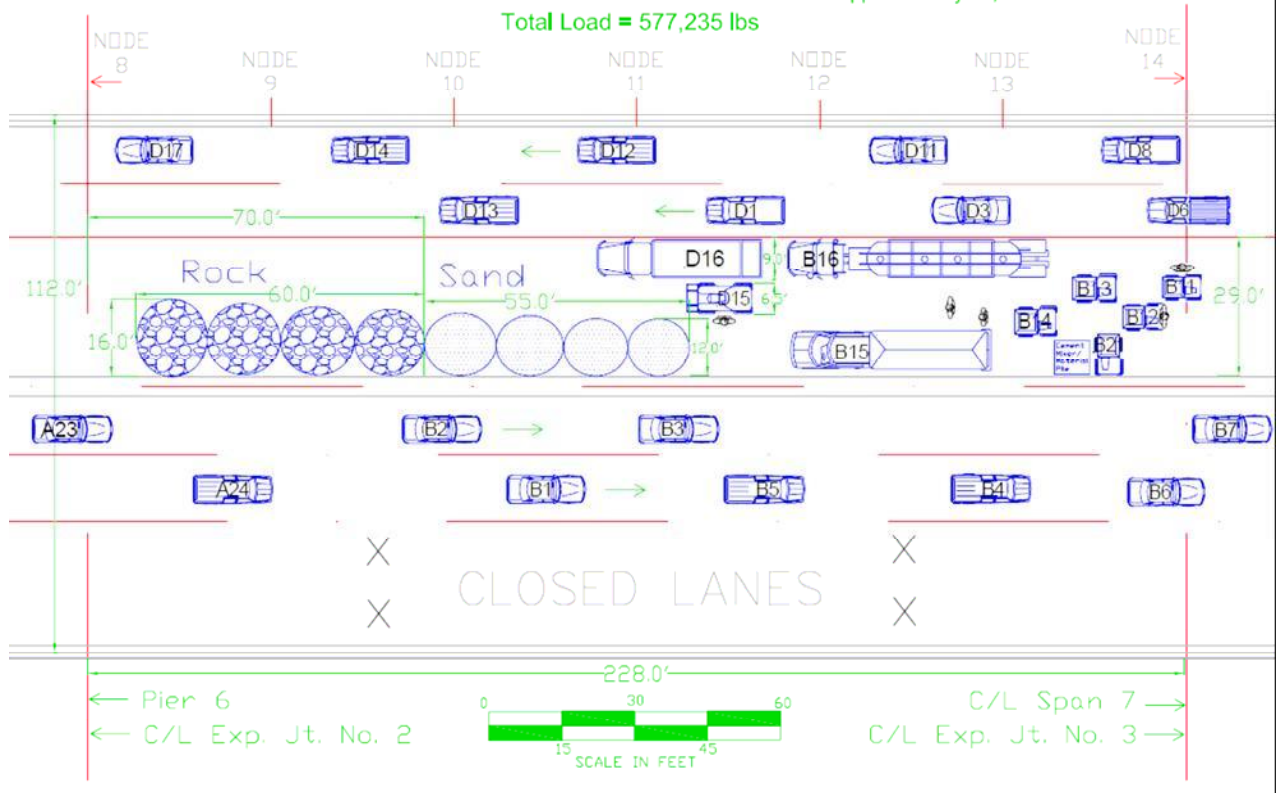 Total Load = 577,235 lbs
NODE 8
NODE 9
NODE 10
NODE 11
NODE 12
NODE 13
NODE 14
D17
D14
D12
D11
D8
D13
D1
D3
D6
70.0'
Rock
Sand
D16
9.0'
B16
112.0'
60.0'
55.0'
D15
6.5'
B13
B11
29.0'
16.0'
12.0'
B14
B12
B15
Cement
Mixer/
Material
Pile
A23
B2
B3
B7
A24
B1
B5
B4
B6
X
X
CLOSED LANES
X
X
228.0'
Pier 6
0
30
60
C/L Span 7
C/L Exp. Jt. No. 2
15
45
C/L Exp. Jt. No. 3
SCALE IN FEET